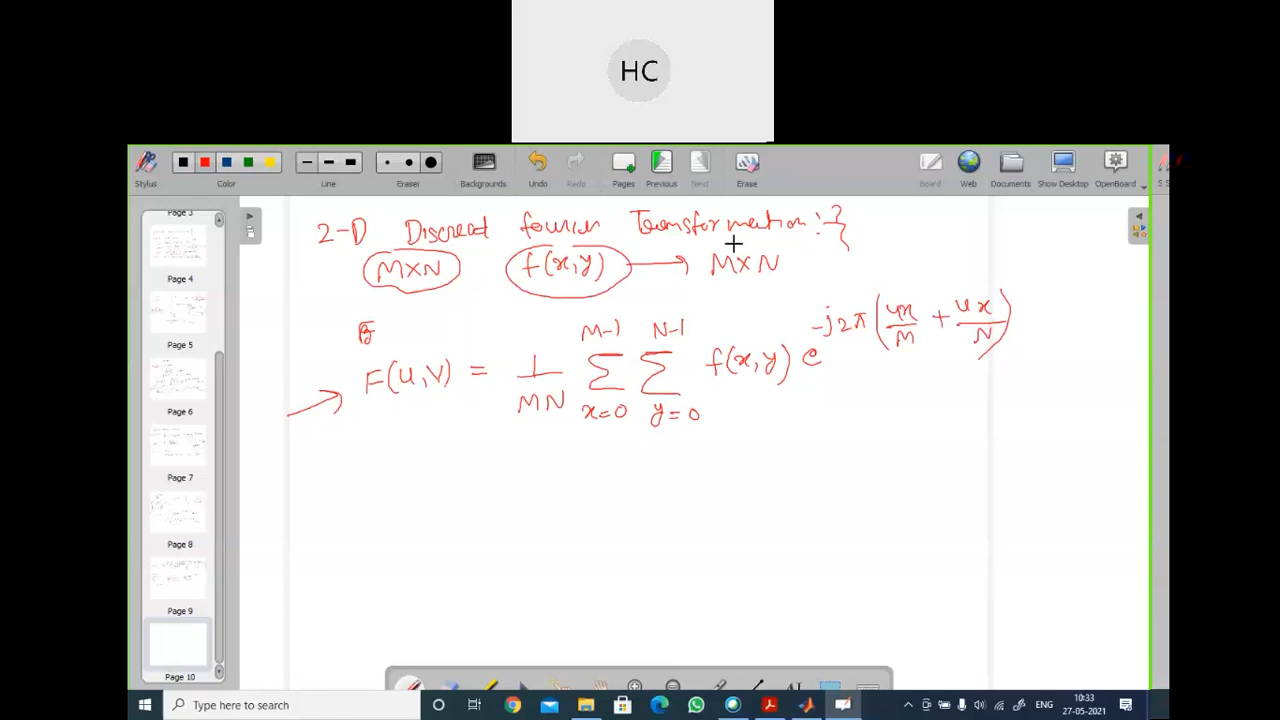 HC
Stylus Color Line Eraser Backgrounds Undo Redo Pages Previous Next Erase Board Web Documents Show Desktop OpenBoard
Page 3
Page 4
Page 5
Page 6
Page 7
Page 8
Page 9
Page 10
2-D Discreat fourier Transformation :-}
M×N f(x,y) → M×N
F(U,V) = 1/MN Σ_{x=0}^{M-1} Σ_{y=0}^{N-1} f(x,y) e^{-j2π(ux/M + ux/N)}
Type here to search
ENG
10:33
27-05-2021